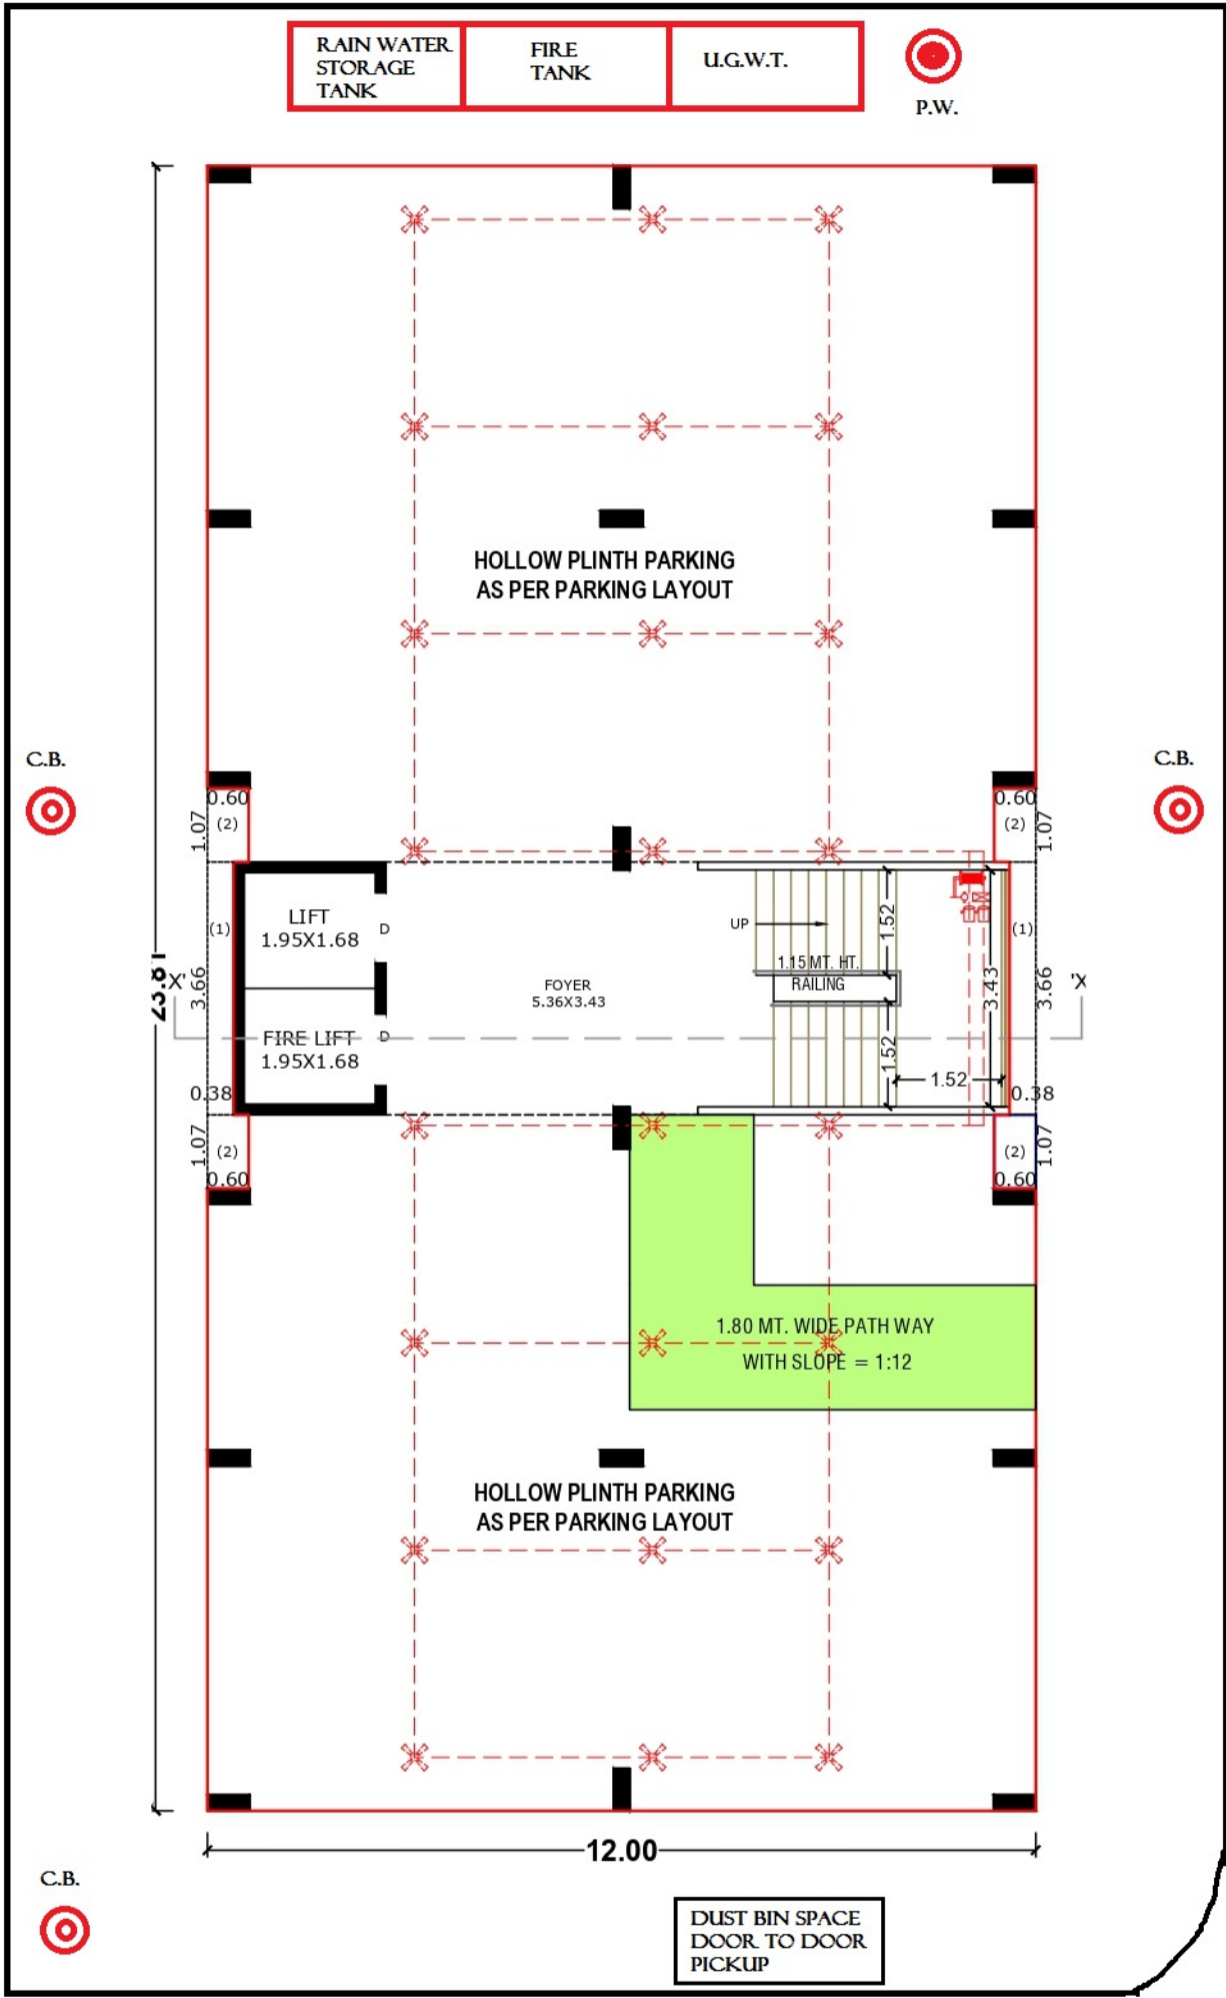 RAIN WATER
STORAGE
TANK
FIRE
TANK
U.G.W.T.
P.W.
HOLLOW PLINTH PARKING
AS PER PARKING LAYOUT
C.B.
C.B.
0.60
(2)
1.07
0.60
(2)
1.07
LIFT
1.95X1.68
D
(1)
3.66
X'
23.81
FIRE LIFT
1.95X1.68
D
0.38
FOYER
5.36X3.43
UP
1.52
1.15 MT. HT.
RAILING
1.52
1.52
3.43
(1)
3.66
'X
0.38
1.07
(2)
0.60
(2)
0.60
1.07
1.80 MT. WIDE PATH WAY
WITH SLOPE = 1:12
HOLLOW PLINTH PARKING
AS PER PARKING LAYOUT
12.00
C.B.
DUST BIN SPACE
DOOR TO DOOR
PICKUP